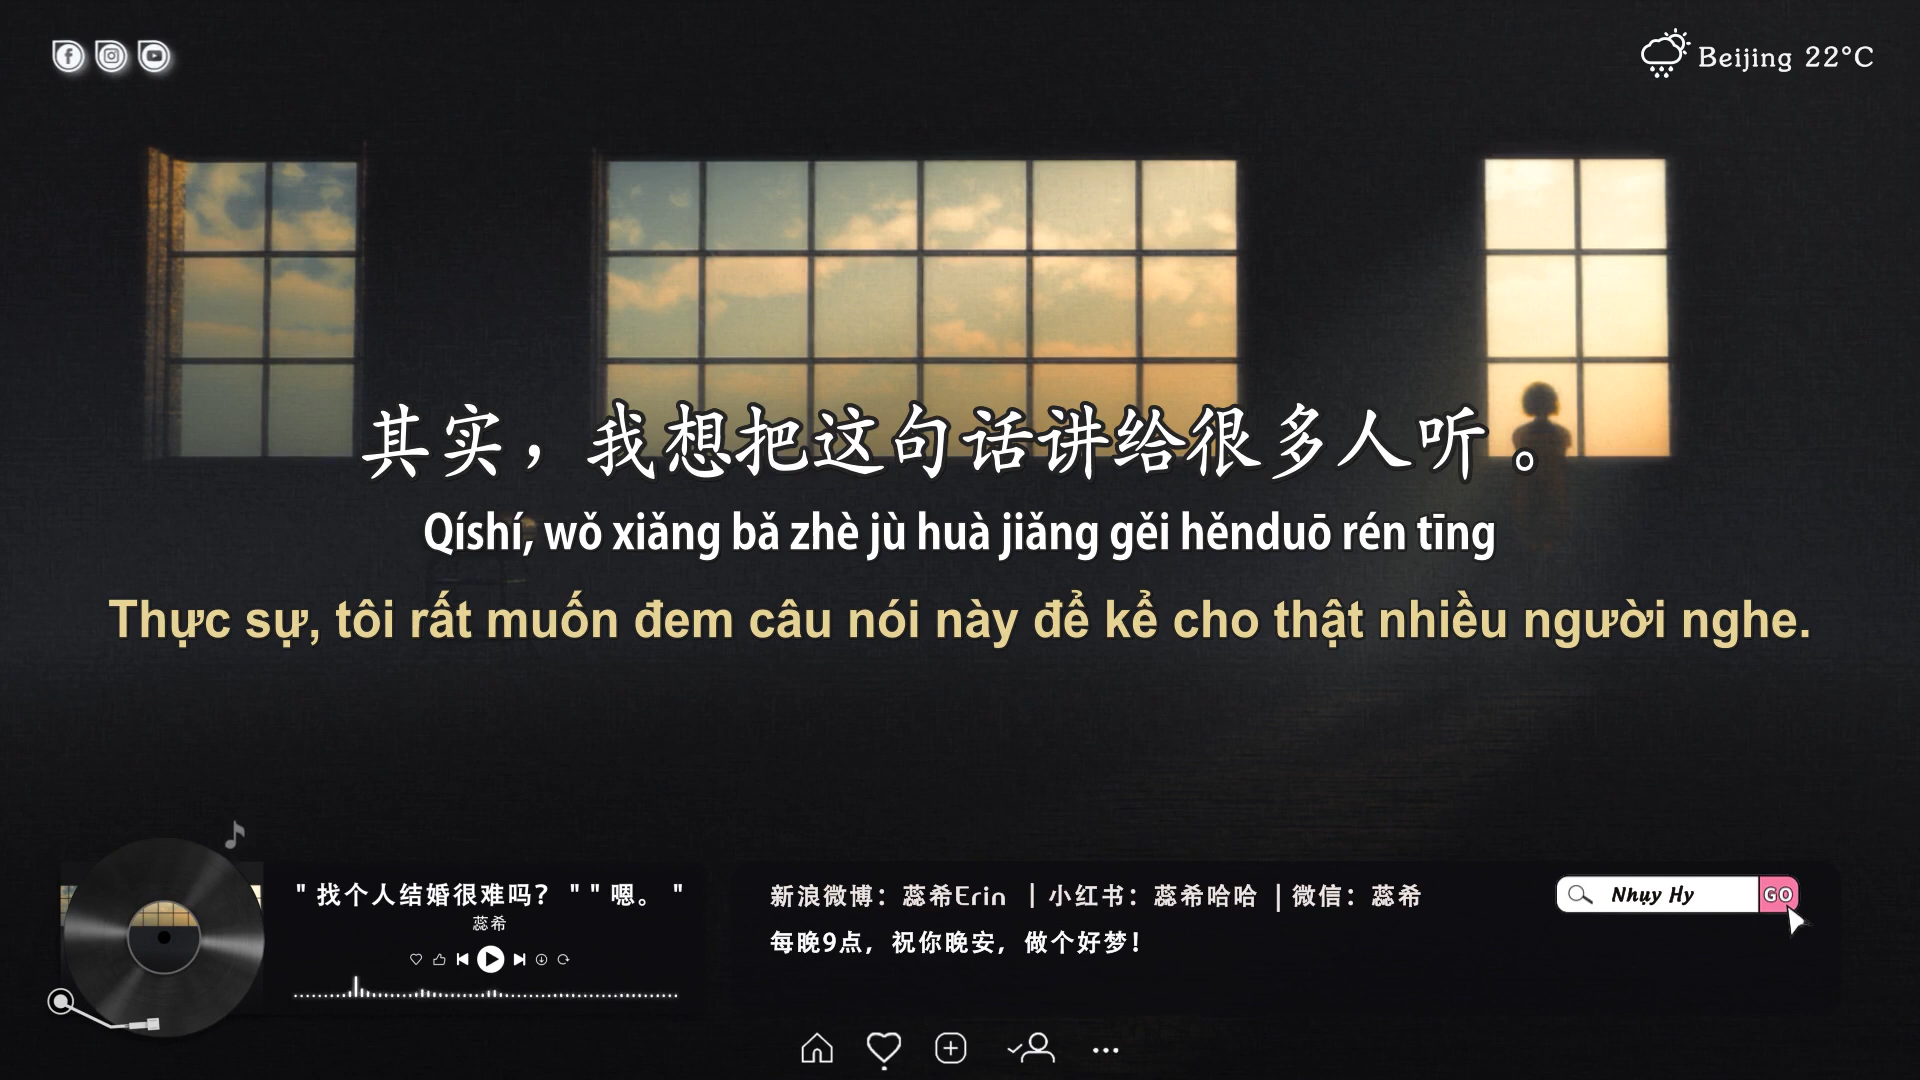 Beijing 22°C
其实，我想把这句话讲给很多人听。
Qíshí, wǒ xiǎng bǎ zhè jù huà jiǎng gěi hěnduō rén tīng
Thực sự, tôi rất muốn đem câu nói này để kể cho thật nhiều người nghe.
"找个人结婚很难吗？""嗯。"
蕊希
新浪微博：蕊希Erin ｜小红书：蕊希哈哈 ｜微信：蕊希
每晚9点，祝你晚安，做个好梦！
Nhụy Hy GO